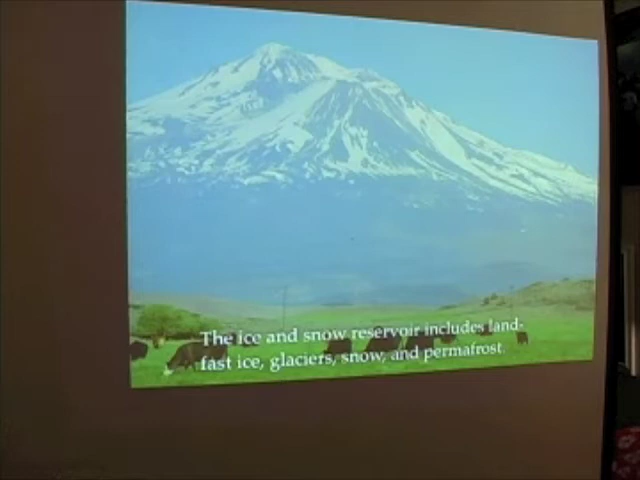 The ice and snow reservoir includes land-
fast ice, glaciers, snow, and permafrost.